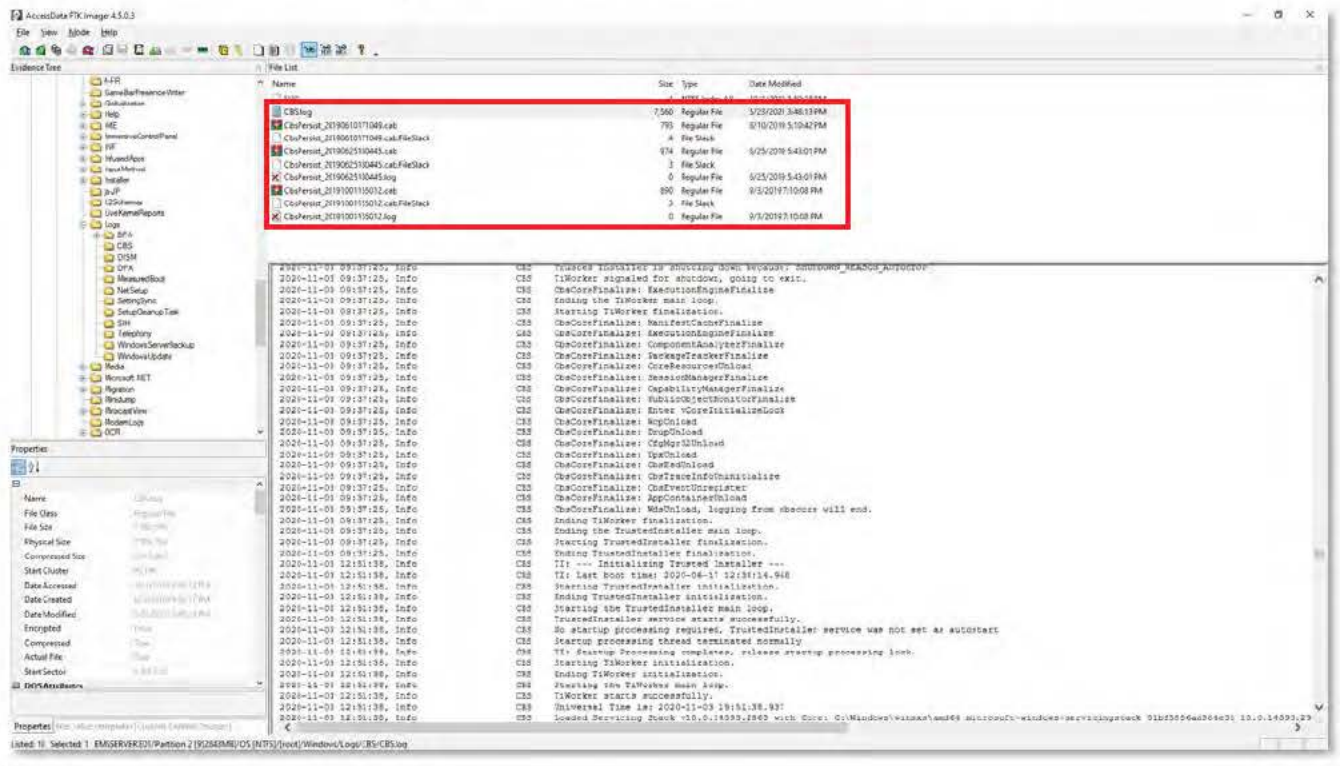 AccessData FTK Imager 4.5.0.3
File View Mode Help
Evidence Tree
File List
Name Size Type Date Modified
CBS.log 7,560 Regular File 5/23/2021 3:48:13 PM
793 Regular File 5:10:42 PM
4 File Slack
CbsPersist_20190625130445.cab 974 Regular File 6/25/2019 5:43:01 PM
CbsPersist_20190625130445.cab.FileSlack 3 File Slack
CbsPersist_20190625130445.log 0 Regular File 6/25/2019 5:43:01 PM
CbsPersist_20191001115012.cab 890 Regular File 9/3/2019 7:10:08 PM
CbsPersist_20191001115012.cab.FileSlack 3 File Slack
CbsPersist_20191001115012.log 0 Regular File 9/3/2019 7:10:08 PM
GameBarPresenceWriter
Globalization
Help
IME
ImmersiveControlPanel
INF
InfusedApps
InputMethod
Installer
ja-JP
L2Schemas
LiveKernelReports
Logs
CBS
DISM
MeasuredBoot
NetSetup
SettingSync
SetupCleanupTask
SIH
Telephony
WindowsServerBackup
WindowsUpdate
Media
Microsoft.NET
Migration
Minidump
MiracastView
ModemLogs
OCR
Properties
Name
File Class
File Size
Physical Size
Compressed Size
Start Cluster
Date Accessed
Date Created
Date Modified
Encrypted
Compressed
Actual File
Start Sector
DOS Attributes
Properties
2020-11-03 09:37:25, Info CBS Trusted Installer is shutting down because: SHUTDOWN_REASON_AUTOSTOP
2020-11-03 09:37:25, Info CBS TiWorker signaled for shutdown, going to exit.
2020-11-03 09:37:25, Info CBS CbsCoreFinalize: ExecutionEngineFinalize
2020-11-03 09:37:25, Info CBS Ending the TiWorker main loop.
2020-11-03 09:37:25, Info CBS Starting TiWorker finalization.
2020-11-03 09:37:25, Info CBS CbsCoreFinalize: ManifestCacheFinalize
2020-11-03 09:37:25, Info CBS CbsCoreFinalize: ExecutionEngineFinalize
2020-11-03 09:37:25, Info CBS CbsCoreFinalize: ComponentAnalyzerFinalize
2020-11-03 09:37:25, Info CBS CbsCoreFinalize: PackageTrackerFinalize
2020-11-03 09:37:25, Info CBS CbsCoreFinalize: CoreResourcesUnload
2020-11-03 09:37:25, Info CBS CbsCoreFinalize: SessionManagerFinalize
2020-11-03 09:37:25, Info CBS CbsCoreFinalize: CapabilityManagerFinalize
2020-11-03 09:37:25, Info CBS CbsCoreFinalize: PublicObjectMonitorFinalize
2020-11-03 09:37:25, Info CBS CbsCoreFinalize: Enter vCoreInitializeLock
2020-11-03 09:37:25, Info CBS CbsCoreFinalize: WcpUnload
2020-11-03 09:37:25, Info CBS CbsCoreFinalize: DrupUnload
2020-11-03 09:37:25, Info CBS CbsCoreFinalize: CfgMgr32Unload
2020-11-03 09:37:25, Info CBS CbsCoreFinalize: DpxUnload
2020-11-03 09:37:25, Info CBS CbsCoreFinalize: CbsEsdUnload
2020-11-03 09:37:25, Info CBS CbsCoreFinalize: CbsTraceInfoUninitialize
2020-11-03 09:37:25, Info CBS CbsCoreFinalize: CbsEventUnregister
2020-11-03 09:37:25, Info CBS CbsCoreFinalize: AppContainerUnload
2020-11-03 09:37:25, Info CBS CbsCoreFinalize: WdsUnload, logging from cbscore will end.
2020-11-03 09:37:25, Info CBS Ending TiWorker finalization.
2020-11-03 09:37:25, Info CBS Ending the TrustedInstaller main loop.
2020-11-03 09:37:25, Info CBS Starting TrustedInstaller finalization.
2020-11-03 09:37:25, Info CBS Ending TrustedInstaller finalization.
2020-11-03 12:51:38, Info CBS TI: --- Initializing Trusted Installer ---
2020-11-03 12:51:38, Info CBS TI: Last boot time: 2020-06-17
2020-11-03 12:51:38, Info CBS Starting TrustedInstaller initialization.
2020-11-03 12:51:38, Info CBS Ending TrustedInstaller initialization.
2020-11-03 12:51:38, Info CBS Starting the TrustedInstaller main loop.
2020-11-03 12:51:38, Info CBS TrustedInstaller service starts successfully.
2020-11-03 12:51:38, Info CBS No startup processing required, TrustedInstaller service was not set as autostart
2020-11-03 12:51:38, Info CBS Startup processing thread terminated normally
2020-11-03 12:51:38, Info CBS TI: Startup Processing completes, release startup processing lock.
2020-11-03 12:51:38, Info CBS Starting TiWorker initialization.
2020-11-03 12:51:38, Info CBS Ending TiWorker initialization.
2020-11-03 12:51:38, Info CBS Starting the TiWorker main loop.
2020-11-03 12:51:38, Info CBS TiWorker starts successfully.
2020-11-03 12:51:38, Info CBS Universal Time is: 2020-11-03 19:51:38.937
2020-11-03 12:51:38, Info CBS Loaded Servicing Stack with Core: